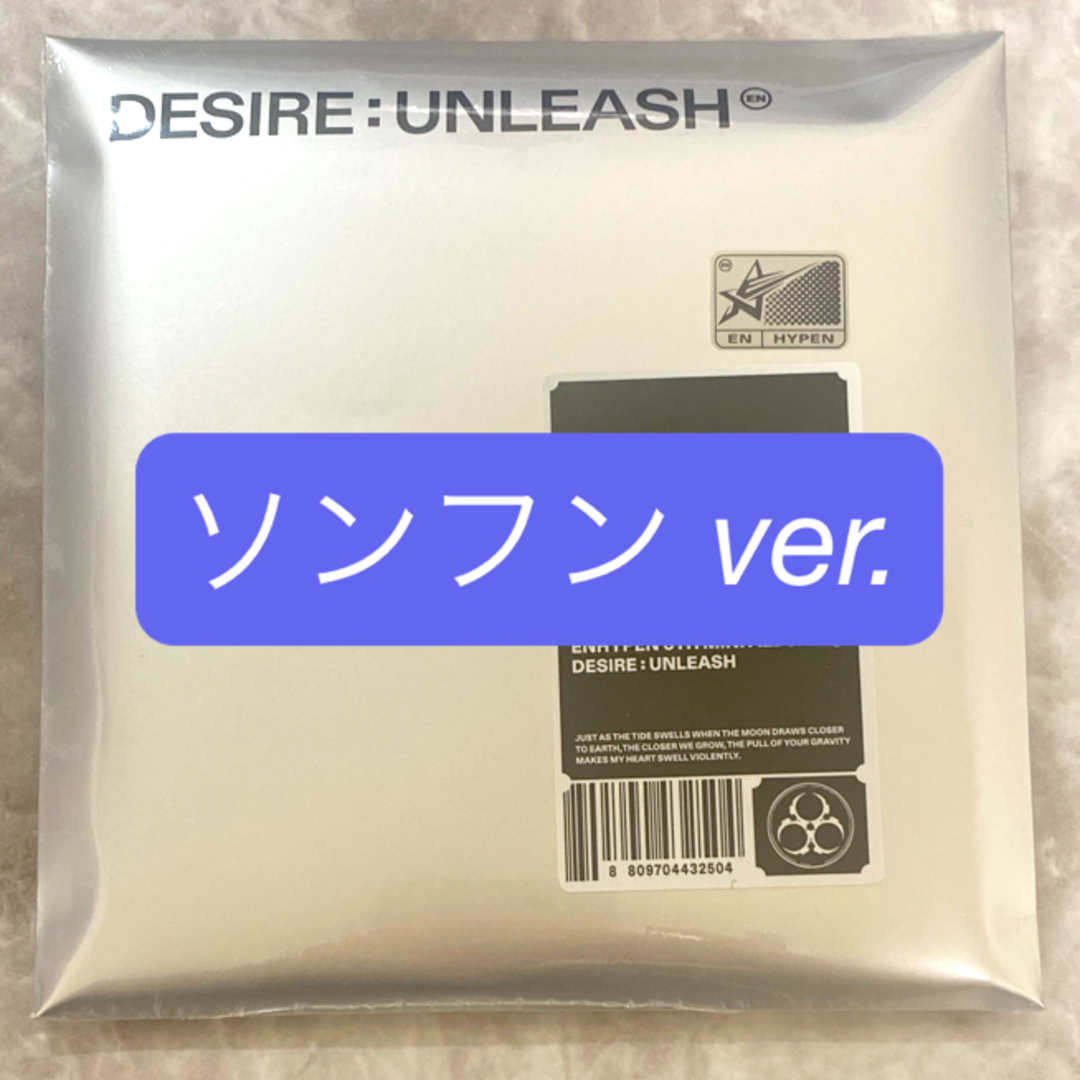 DESIRE : UNLEASH EN
EN HYPEN
ソンフン ver.
DESIRE : UNLEASH
JUST AS THE TIDE SWELLS WHEN THE MOON DRAWS CLOSER
TO EARTH, THE CLOSER WE GROW, THE PULL OF YOUR GRAVITY
MAKES MY HEART SWELL VIOLENTLY.
8 809704432504